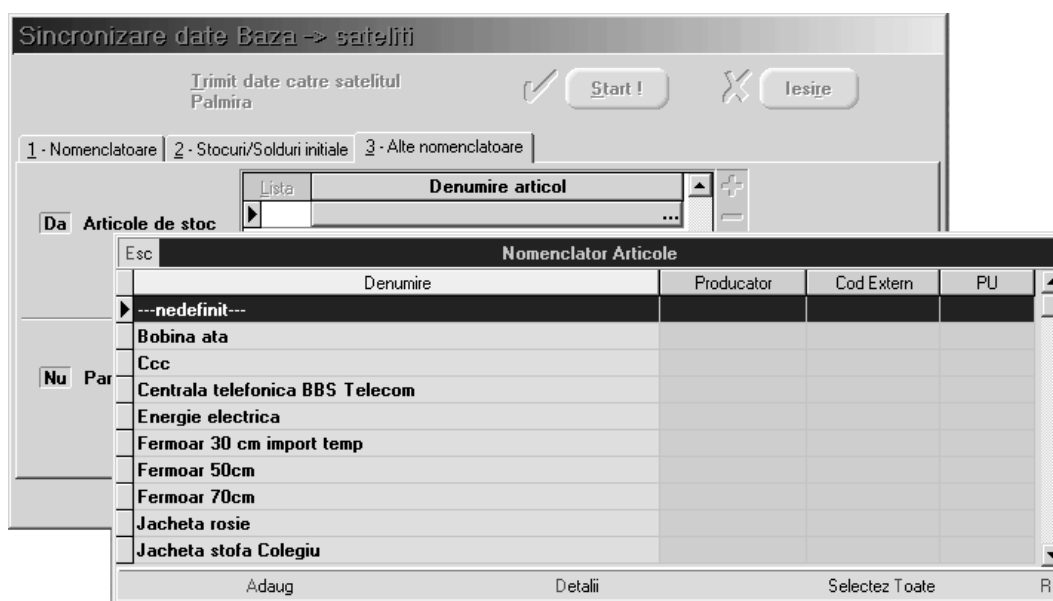 Sincronizare date Baza -> sateliti
Trimit date catre satelitul
Palmira
Start !
Iesire
1 - Nomenclatoare
2 - Stocuri/Solduri initiale
3 - Alte nomenclatoare
Lista
Denumire articol
Da Articole de stoc
...
Esc
Nomenclator Articole
Denumire
Producator
Cod Extern
PU
---nedefinit---
Bobina ata
Ccc
Nu Par
Centrala telefonica BBS Telecom
Energie electrica
Fermoar 30 cm import temp
Fermoar 50cm
Fermoar 70cm
Jacheta rosie
Jacheta stofa Colegiu
Adaug
Detalii
Selectez Toate
R